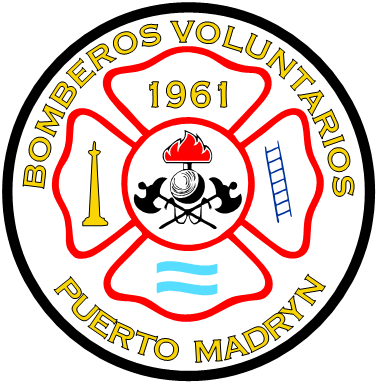 BOMBEROS VOLUNTARIOS
1961
PUERTO MADRYN